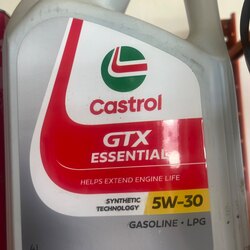 Castrol
GTX
ESSENTIAL
HELPS EXTEND ENGINE LIFE
SYNTHETIC
TECHNOLOGY
5W-30
GASOLINE • LPG